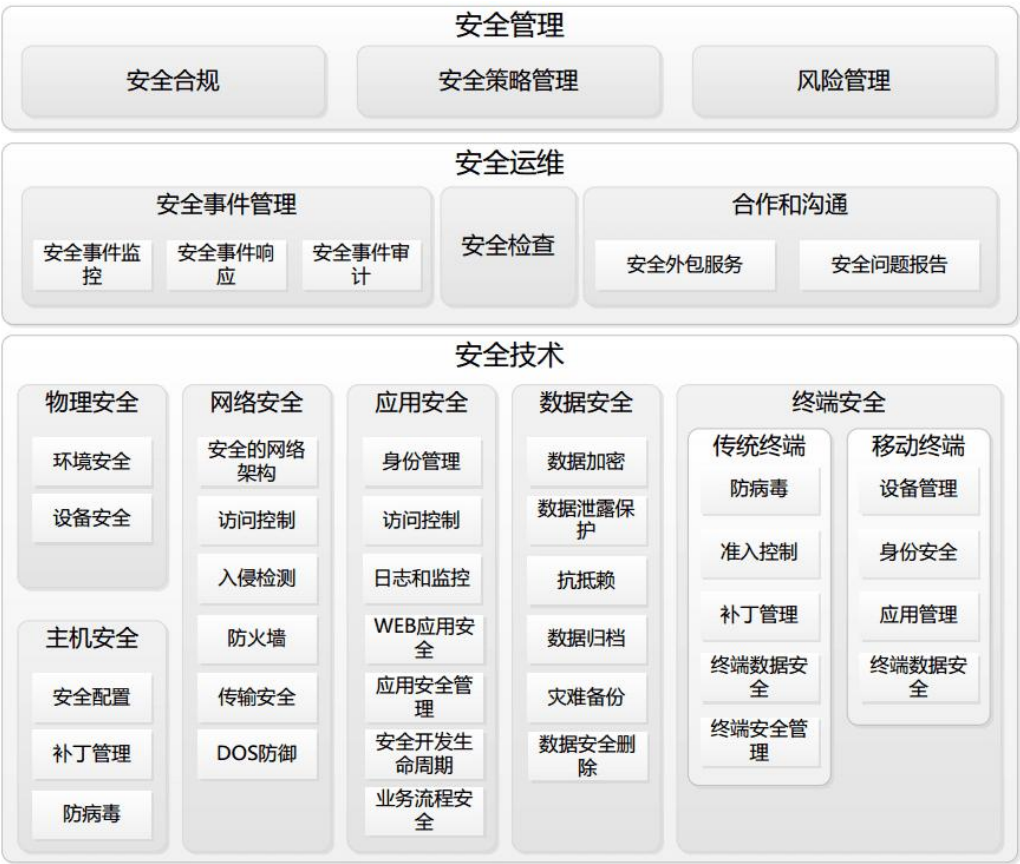 安全管理
安全合规
安全策略管理
风险管理
安全运维
安全事件管理
安全事件监
控
安全事件响
应
安全事件审
计
安全检查
合作和沟通
安全外包服务
安全问题报告
安全技术
物理安全
环境安全
设备安全
主机安全
安全配置
补丁管理
防病毒
网络安全
安全的网络
架构
访问控制
入侵检测
防火墙
传输安全
DOS防御
应用安全
身份管理
访问控制
日志和监控
WEB应用安
全
应用安全管
理
安全开发生
命周期
业务流程安
全
数据安全
数据加密
数据泄露保
护
抗抵赖
数据归档
灾难备份
数据安全删
除
终端安全
传统终端
防病毒
准入控制
补丁管理
终端数据安
全
终端安全管
理
移动终端
设备管理
身份安全
应用管理
终端数据安
全